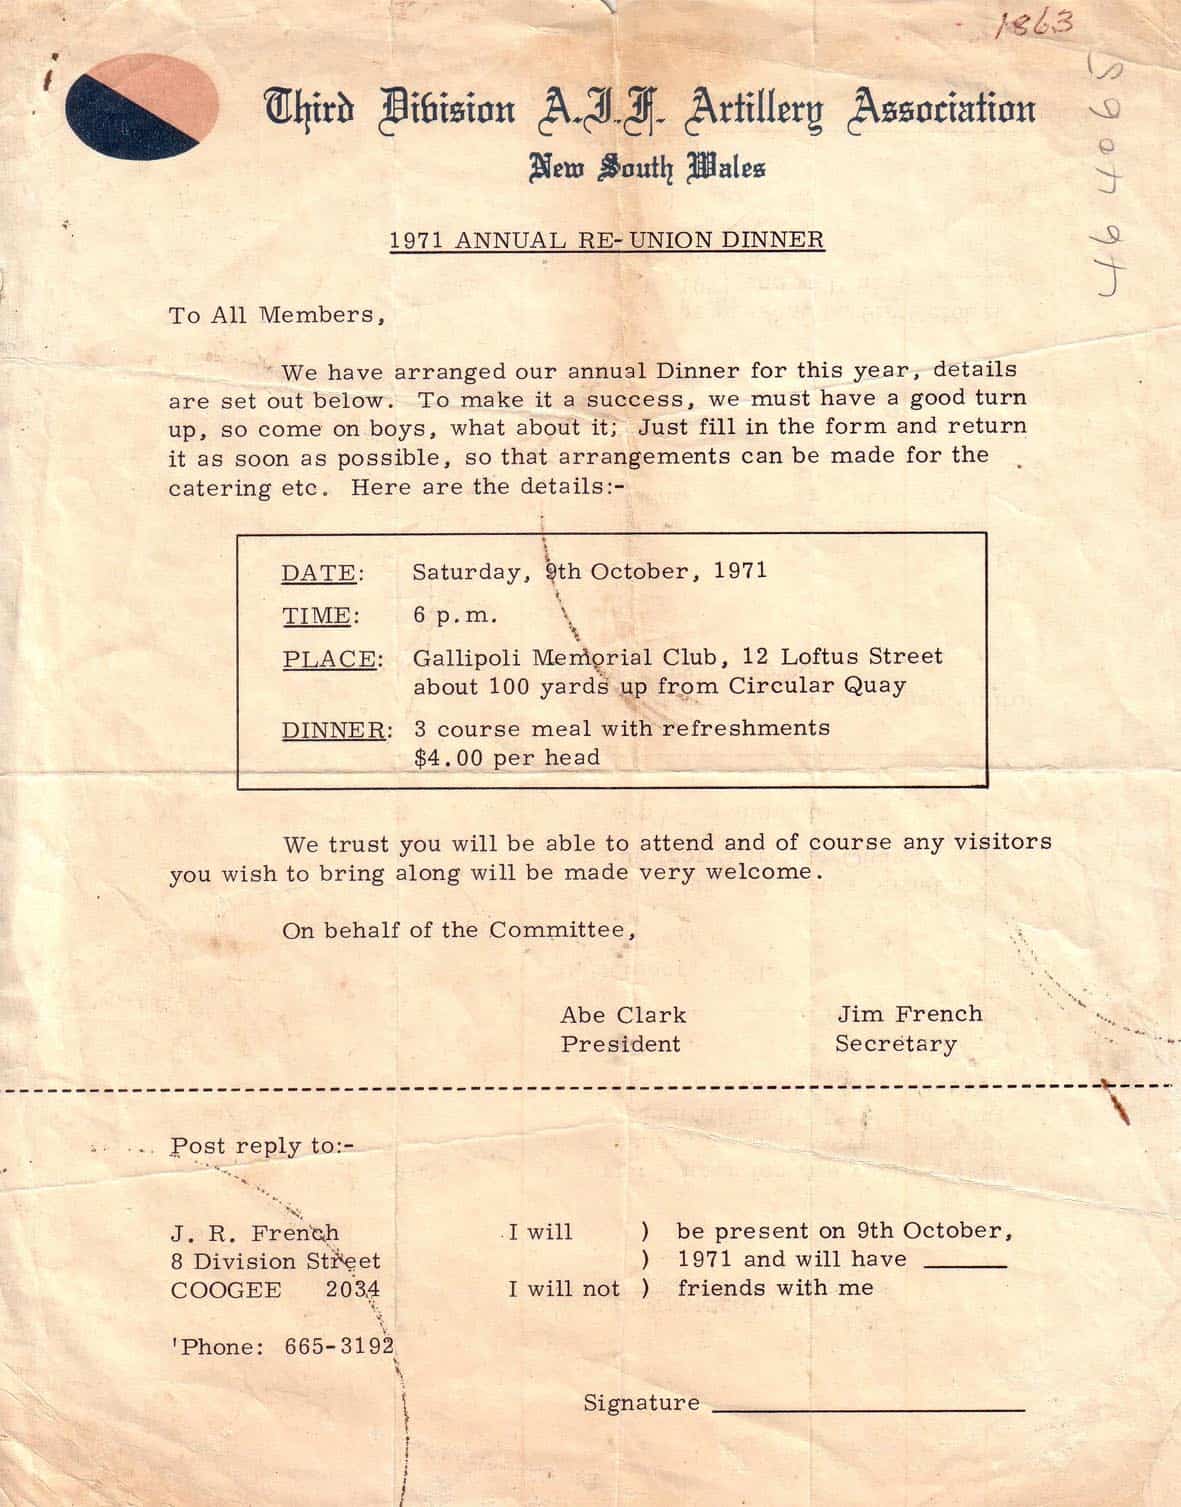 1863
464065
Third Division A.I.F. Artillery Association
New South Wales
1971 ANNUAL RE-UNION DINNER
To All Members,
We have arranged our annual Dinner for this year, details
are set out below. To make it a success, we must have a good turn
up, so come on boys, what about it; Just fill in the form and return
it as soon as possible, so that arrangements can be made for the
catering etc. Here are the details:-
DATE: Saturday, 9th October, 1971
TIME: 6 p.m.
PLACE: Gallipoli Memorial Club, 12 Loftus Street
about 100 yards up from Circular Quay
DINNER: 3 course meal with refreshments
$4.00 per head
We trust you will be able to attend and of course any visitors
you wish to bring along will be made very welcome.
On behalf of the Committee,
Abe Clark Jim French
President Secretary
Post reply to:-
J. R. French I will ) be present on 9th October,
8 Division Street ) 1971 and will have ______
COOGEE 2034 I will not ) friends with me
'Phone: 665-3192
Signature ____________________